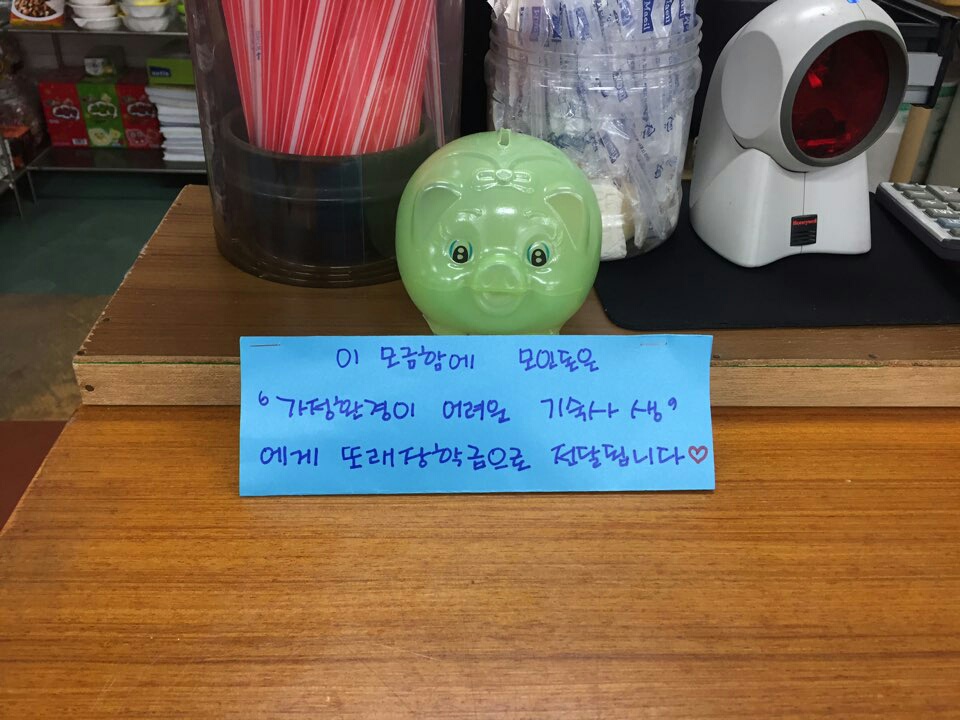 이 모금함에 모인돈은
'가정환경이 어려운 기숙사 생'
에게 또래장학금으로 전달됩니다♡
Honeywell